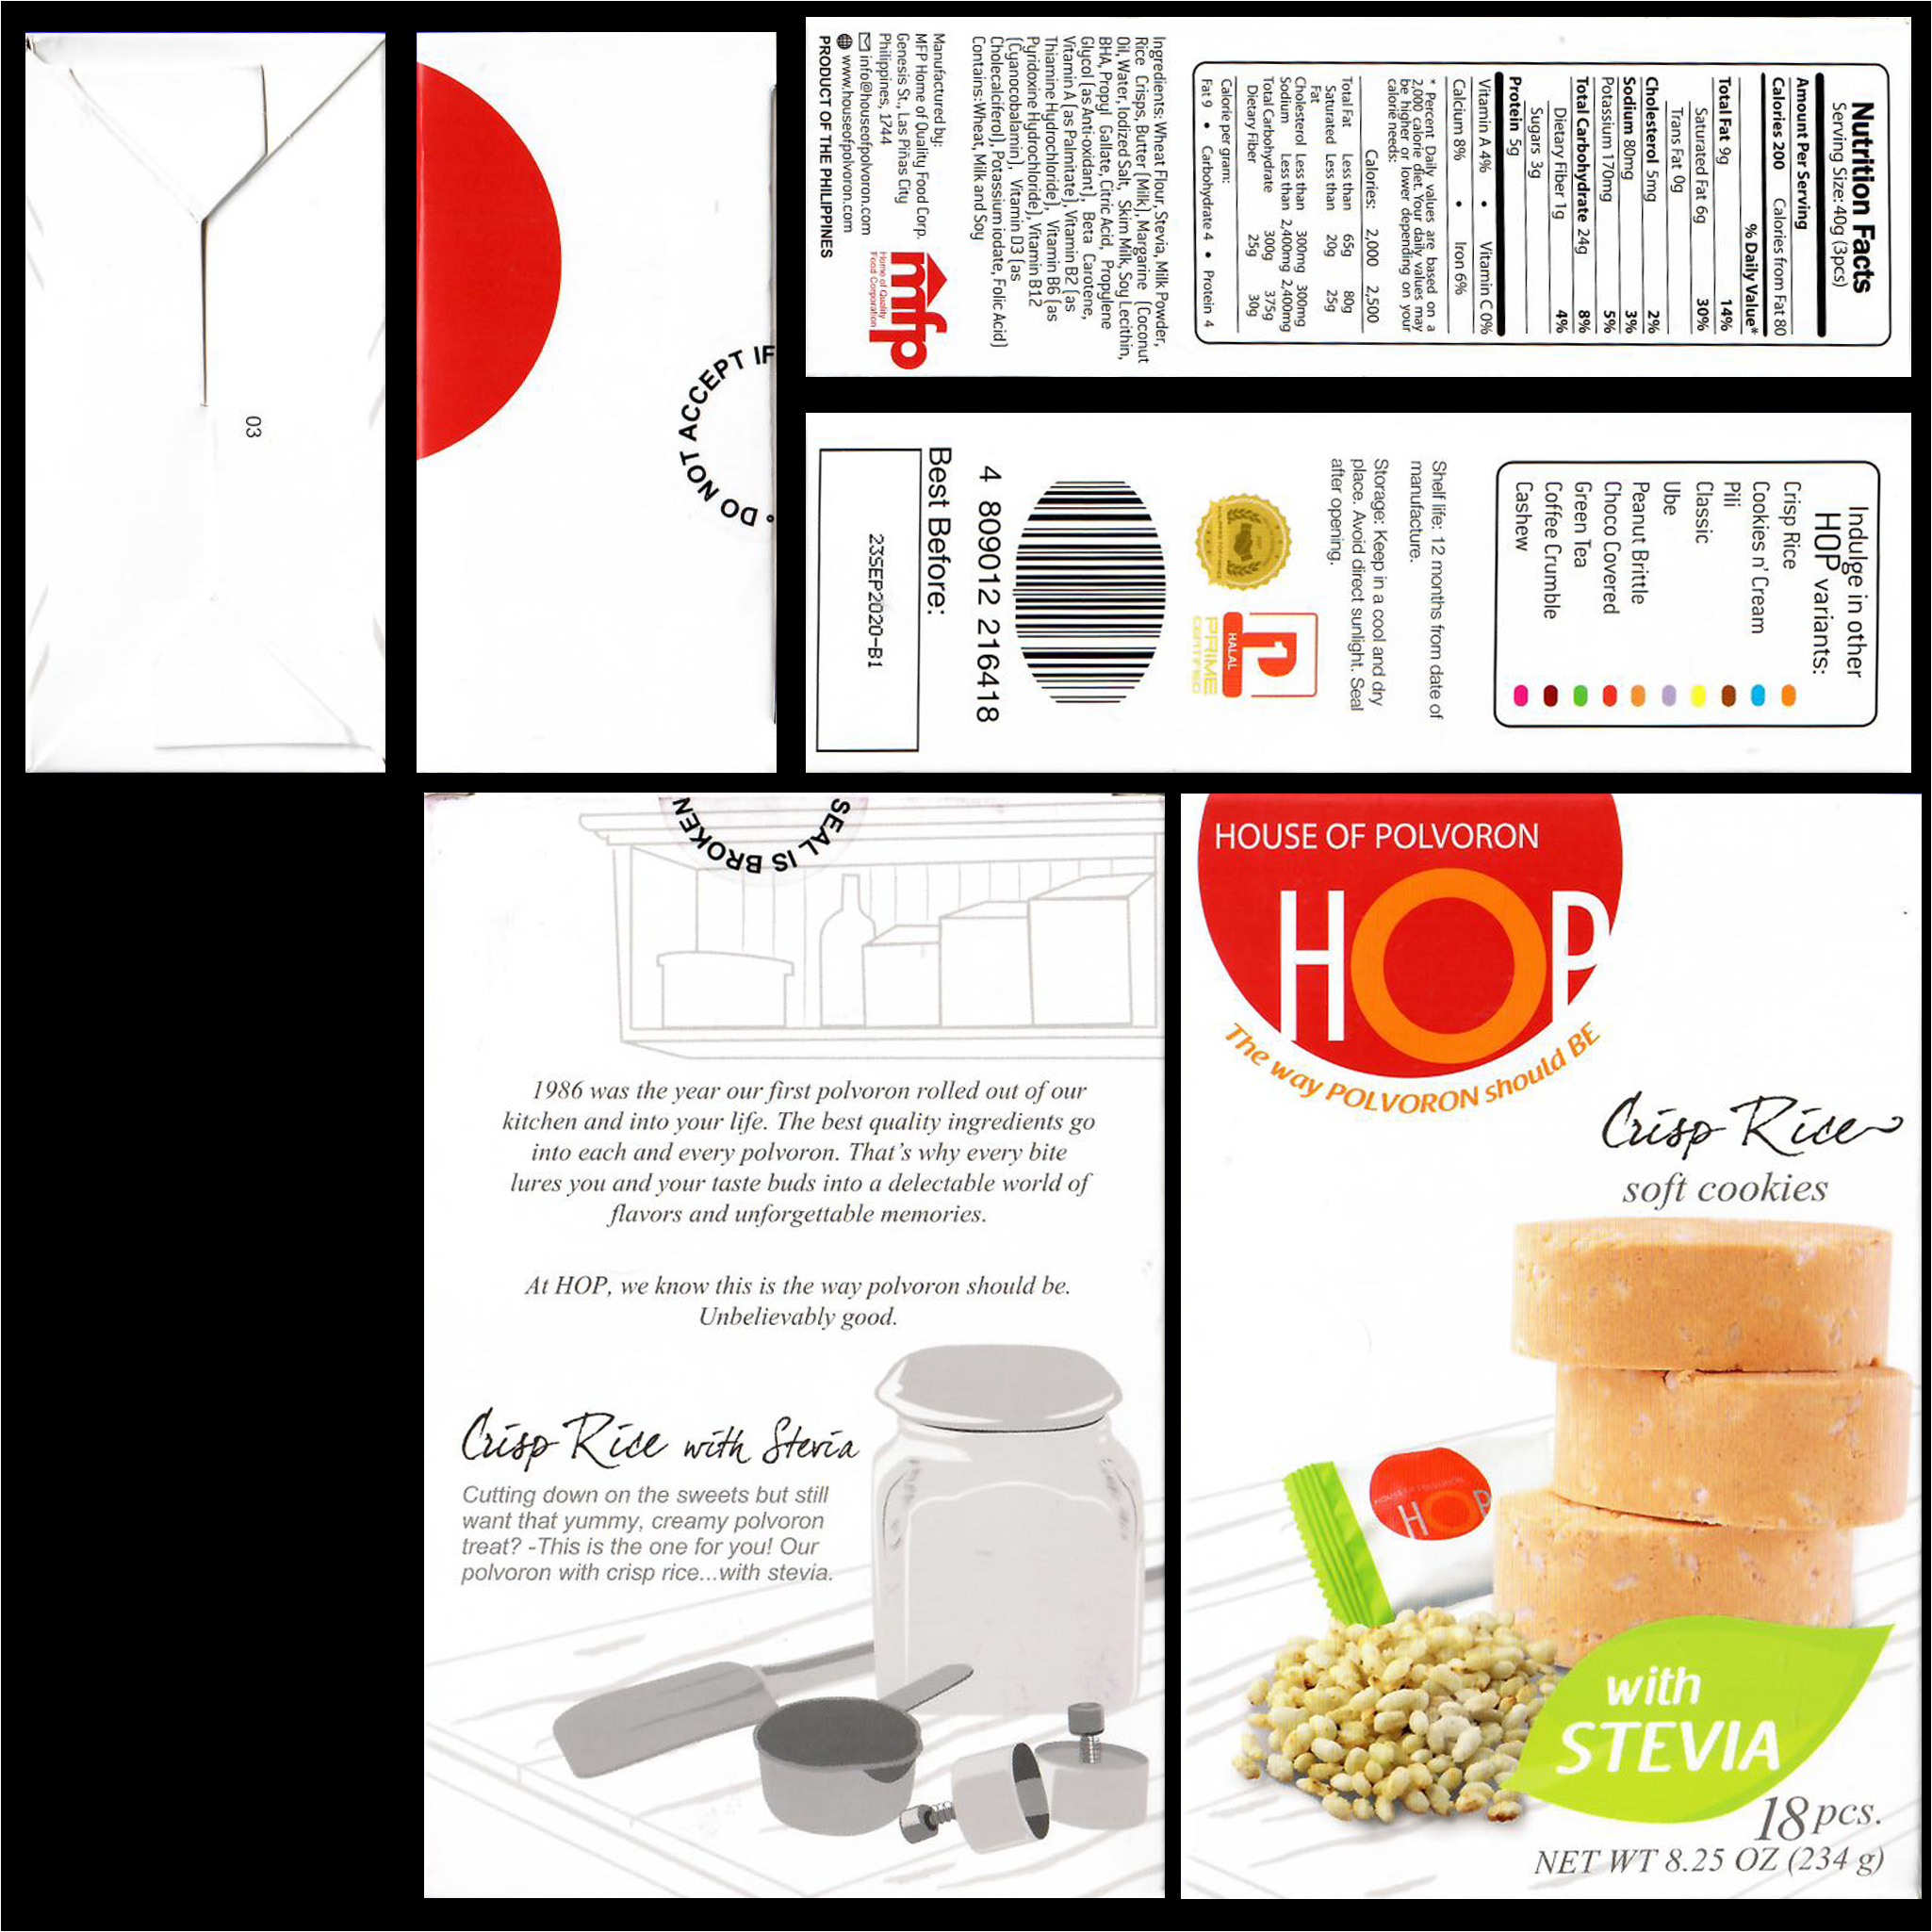 03
DO NOT ACCEPT IF
Nutrition Facts
Serving Size: 40g (3pcs)
Amount Per Serving
Calories 200 Calories from Fat 80
% Daily Value*
Total Fat 9g 14%
Saturated Fat 6g 30%
Trans Fat 0g
Cholesterol 5mg 2%
Sodium 80mg 3%
Potassium 170mg 5%
Total Carbohydrate 24g 8%
Dietary Fiber 1g 4%
Sugars 3g
Protein 5g
Vitamin A 4% • Vitamin C 0%
Calcium 8% • Iron 6%
* Percent Daily values are based on a
2,000 calorie diet. Your daily values may
be higher or lower depending on your
calorie needs:
Calories: 2,000 2,500
Total Fat Less than 65g 80g
Saturated Less than 20g 25g
Fat
Cholesterol Less than 300mg 300mg
Sodium Less than 2,400mg 2,400mg
Total Carbohydrate 300g 375g
Dietary Fiber 25g 30g
Calorie per gram:
Fat 9 • Carbohydrate 4 • Protein 4
Ingredients: Wheat Flour, Stevia, Milk Powder,
Rice Crisps, Butter (Milk), Margarine (Coconut
Oil, Water, Iodized Salt, Skim Milk, Soy Lecithin,
BHA, Propyl Gallate, Citric Acid, Propylene
Glycol (as Anti-oxidant), Beta Carotene,
Vitamin A (as Palmitate), Vitamin B2 (as
Thiamine Hydrochloride), Vitamin B6 (as
Pyridoxine Hydrochloride), Vitamin B12
(Cyanocobalamin), Vitamin D3 (as
Cholecalciferol), Potassium iodate, Folic Acid)
Contains:Wheat, Milk and Soy
Manufactured by:
MFP Home of Quality Food Corp.
Genesis St., Las Piñas City
Philippines, 1744
info@houseofpolvoron.com
www.houseofpolvoron.com
PRODUCT OF THE PHILIPPINES
mfp
Home of Quality
Food Corporation
Indulge in other
HOP variants:
Crisp Rice
Cookies n' Cream
Pili
Classic
Ube
Peanut Brittle
Choco Covered
Green Tea
Coffee Crumble
Cashew
Shelf life: 12 months from date of
manufacture.
Storage: Keep in a cool and dry
place. Avoid direct sunlight. Seal
after opening.
HALAL
PRIME
CERTIFIED
4 809012 216418
Best Before:
23SEP2020-B1
SEAL IS BROKEN
1986 was the year our first polvoron rolled out of our
kitchen and into your life. The best quality ingredients go
into each and every polvoron. That's why every bite
lures you and your taste buds into a delectable world of
flavors and unforgettable memories.
At HOP, we know this is the way polvoron should be.
Unbelievably good.
Crisp Rice with Stevia
Cutting down on the sweets but still
want that yummy, creamy polvoron
treat? -This is the one for you! Our
polvoron with crisp rice...with stevia.
HOUSE OF POLVORON
HOP
The way POLVORON should BE
Crisp Rice
soft cookies
HOUSE OF POLVORON
HOP
with
STEVIA
18 pcs.
NET WT 8.25 OZ (234 g)